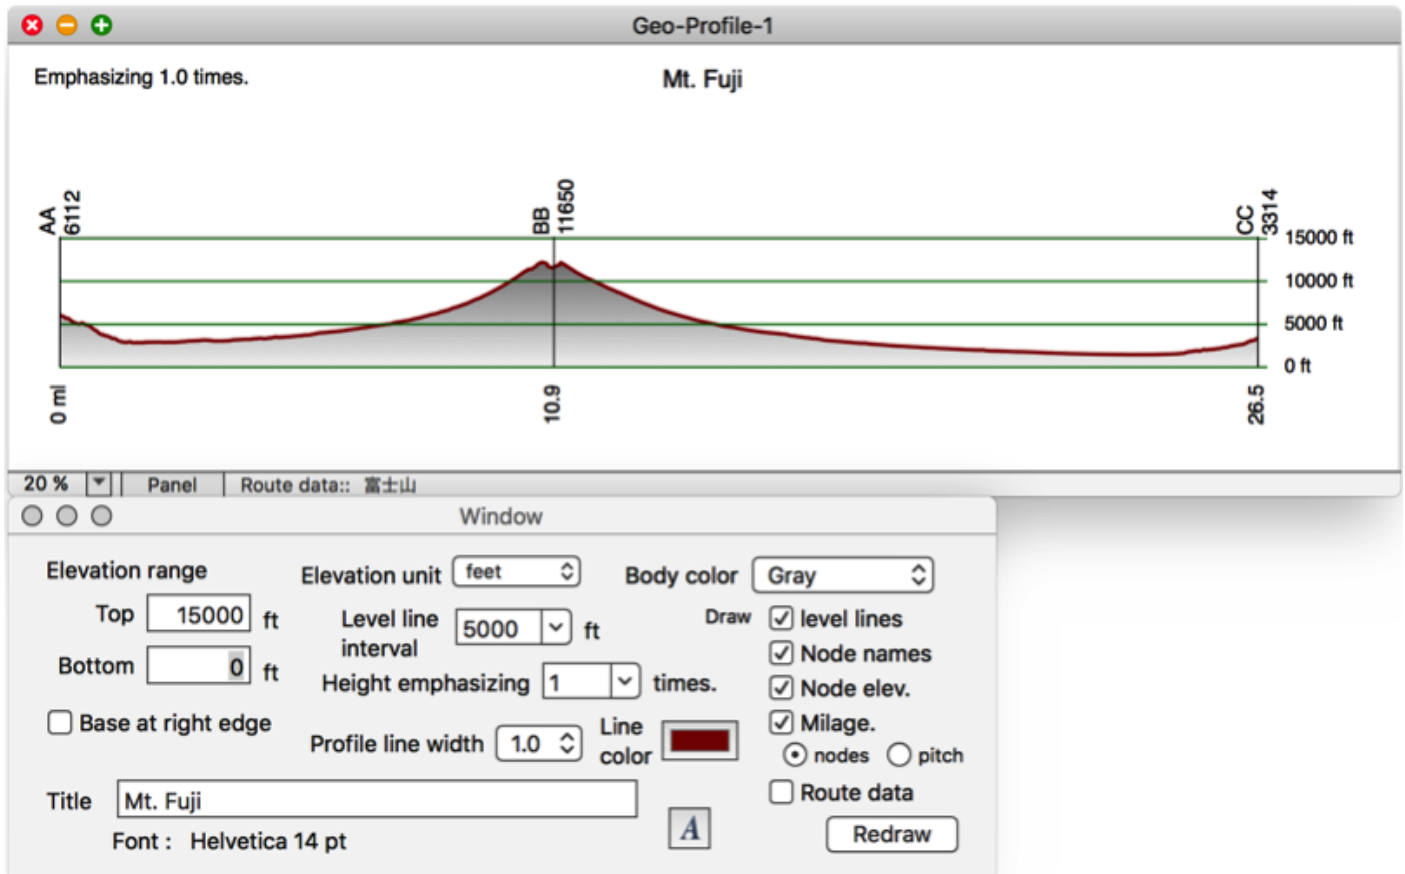 Geo-Profile-1
Emphasizing 1.0 times.
Mt. Fuji
AA
6112
BB
11650
CC
3314
15000 ft
10000 ft
5000 ft
0 ft
0 ml
10.9
26.5
20 %
Panel
Route data:: 富士山
Window
Elevation range
Top 15000 ft
Bottom 0 ft
Base at right edge
Elevation unit feet
Level line
interval
5000 ft
Height emphasizing 1 times.
Profile line width 1.0
Line
color
Body color Gray
Draw
level lines
Node names
Node elev.
Milage.
nodes pitch
Route data
Title Mt. Fuji
Font : Helvetica 14 pt
A
Redraw